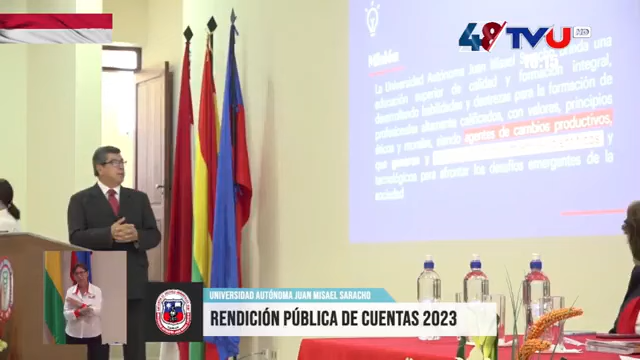 49 TVU
18:15
Misión
La Universidad Autónoma Juan Misael brinda una
educación superior de calidad y formación integral,
desarrollando habilidades y destrezas para la formación de
profesionales altamente calificados, con valores, principios
éticos y morales, siendo agentes de cambios productivos,
que generan y y
tecnológicos para afrontar los desafíos emergentes de la
sociedad
UNIVERSIDAD AUTÓNOMA JUAN MISAEL SARACHO
RENDICIÓN PÚBLICA DE CUENTAS 2023